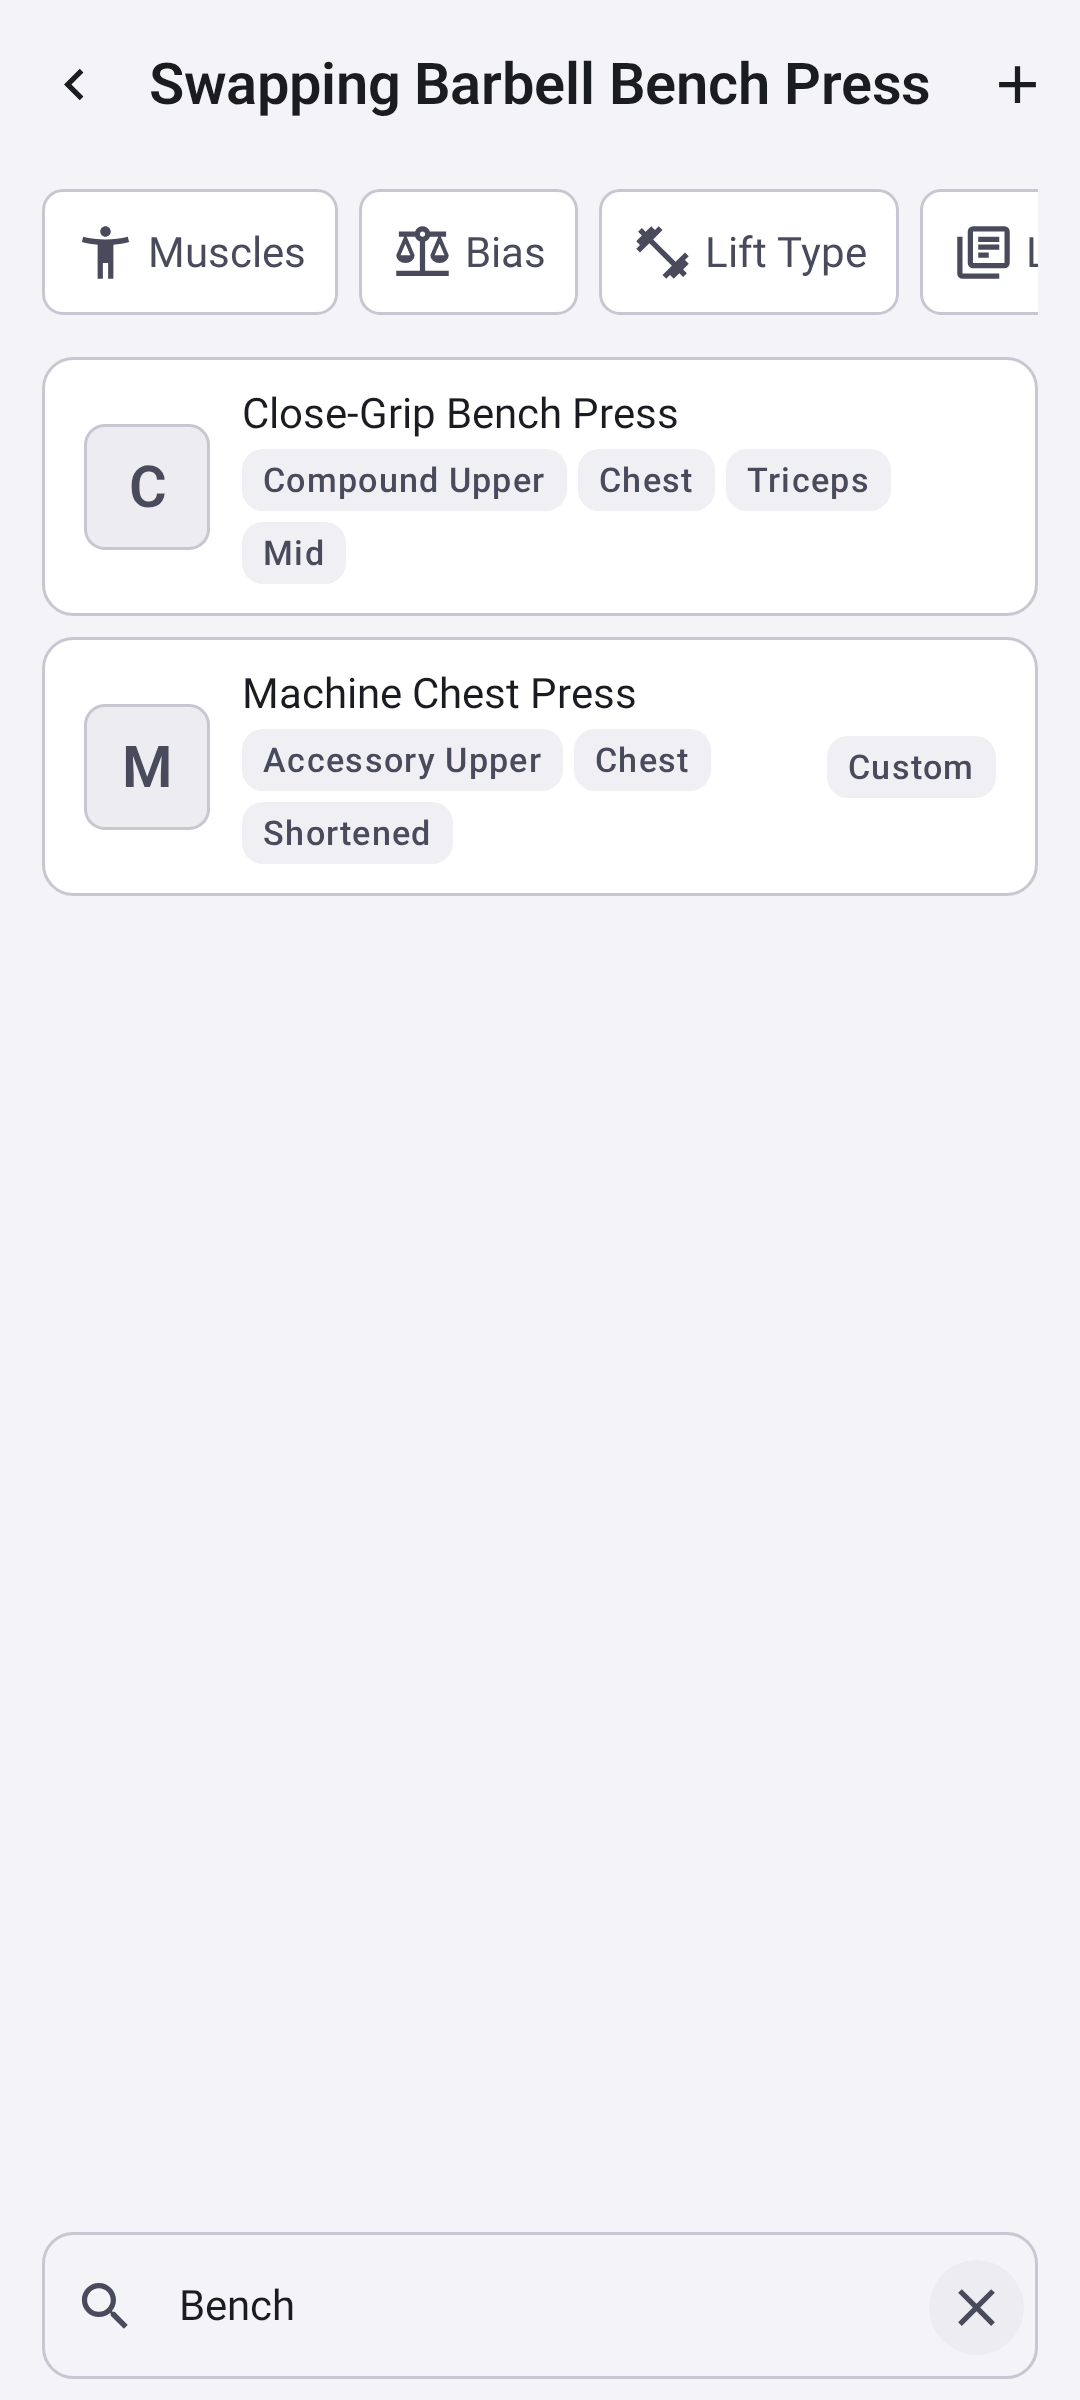 Swapping Barbell Bench Press
Muscles
Bias
Lift Type
L
C
Close-Grip Bench Press
Compound Upper
Chest
Triceps
Mid
M
Machine Chest Press
Accessory Upper
Chest
Custom
Shortened
Bench